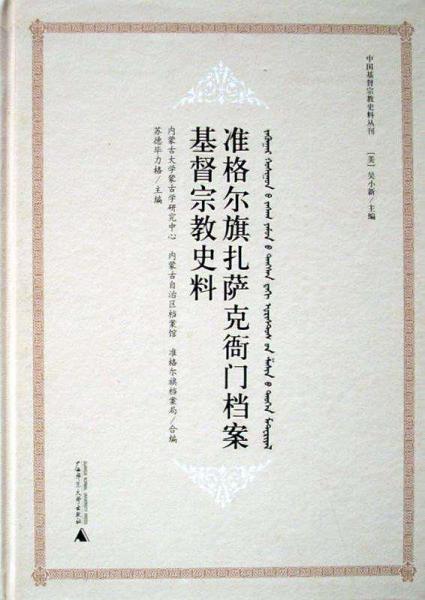 中国基督宗教史料丛刊 [美] 吴小新/主编
准格尔旗扎萨克衙门档案
基督宗教史料
内蒙古大学蒙古学研究中心 内蒙古自治区档案馆 准格尔旗档案局/合编
苏德毕力格/主编
广西师范大学出版社
GUANGXI NORMAL UNIVERSITY PRESS